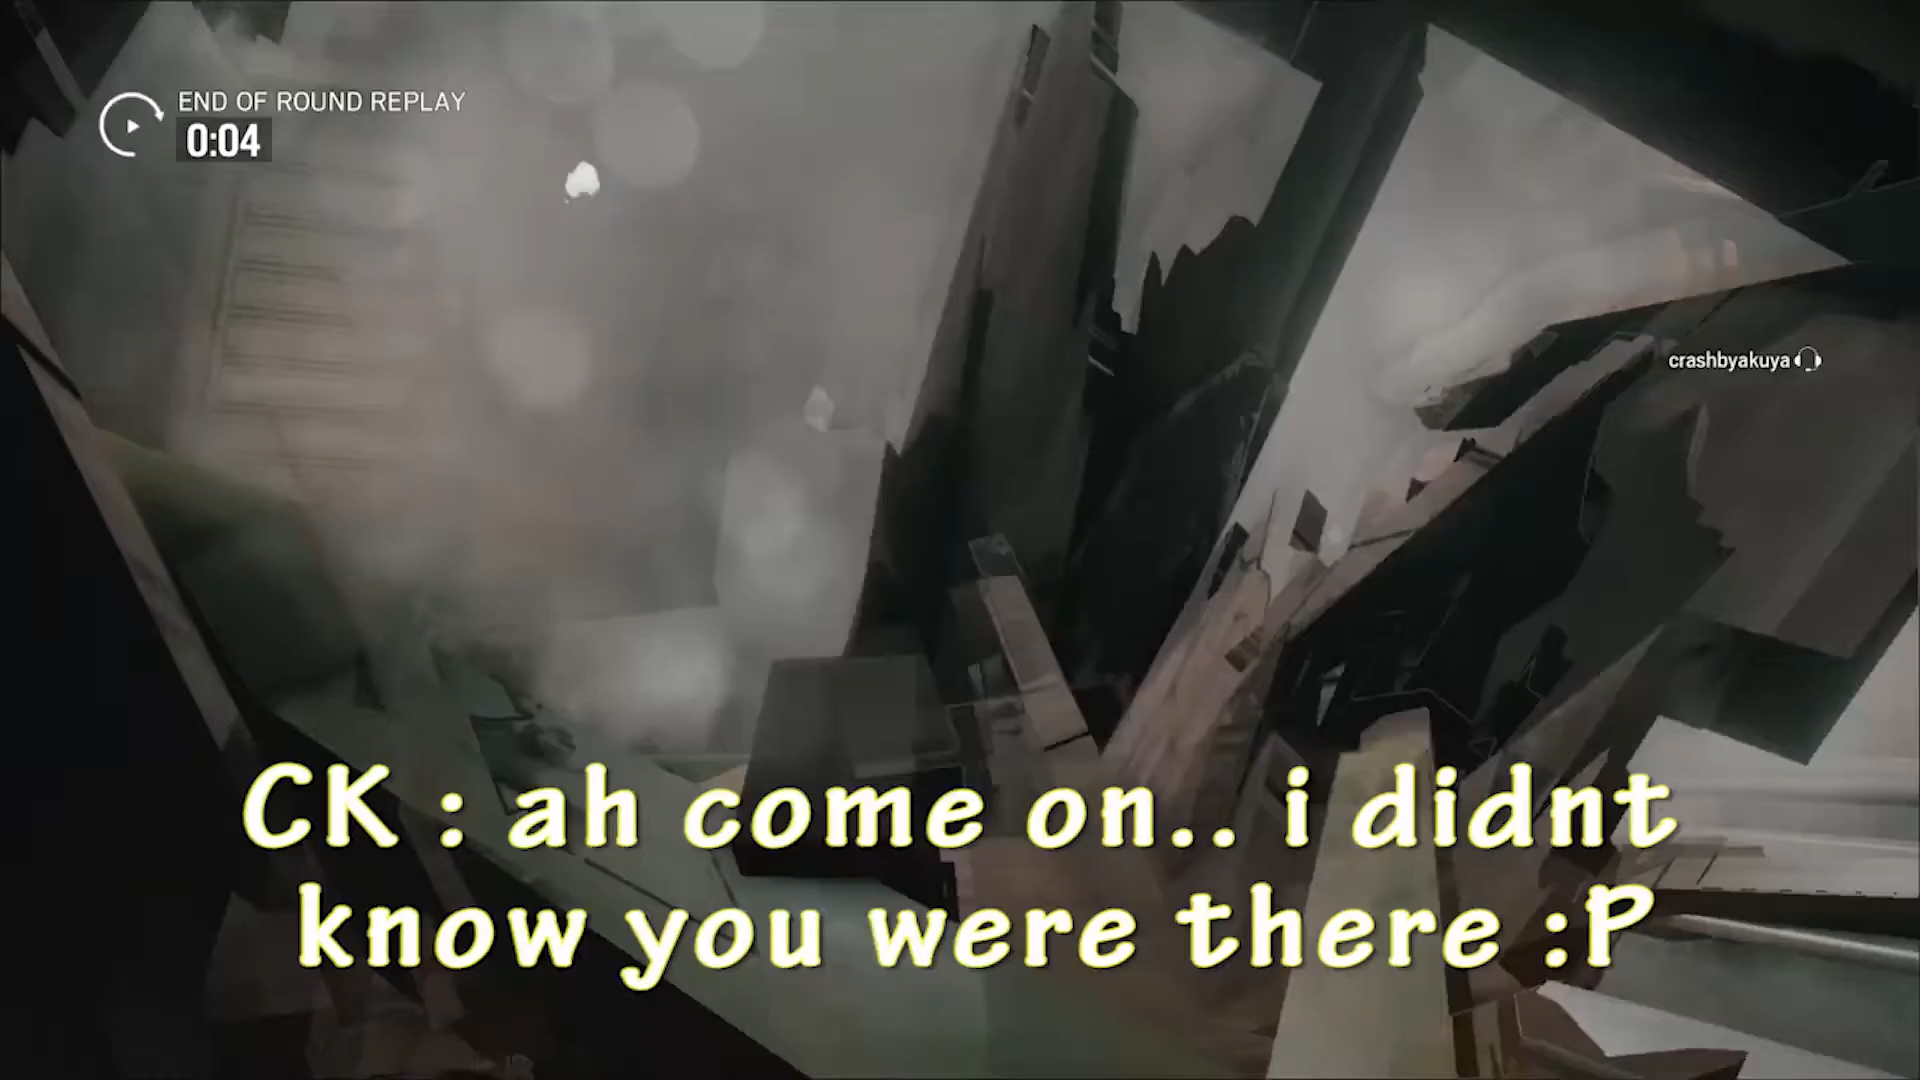 END OF ROUND REPLAY
0:04
crashbyakuya
CK : ah come on.. i didnt
know you were there :P